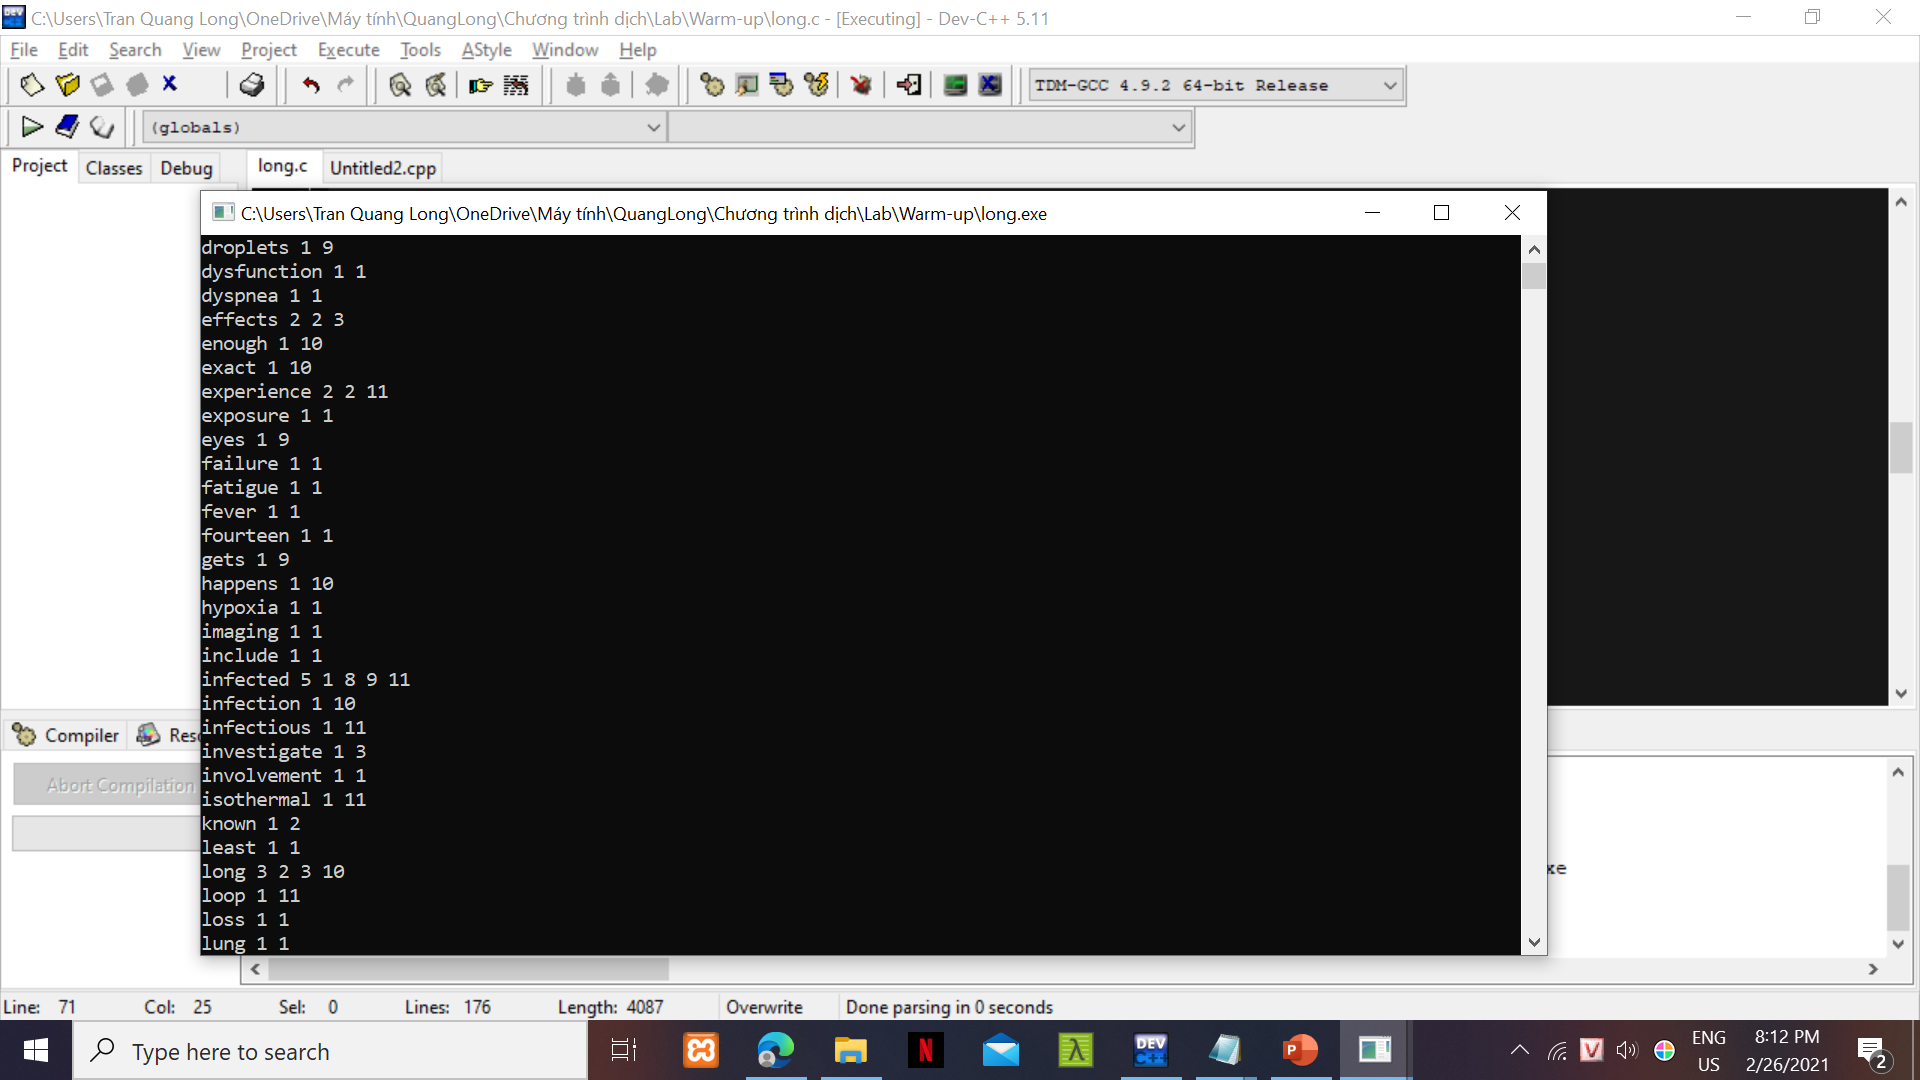 C:\Users\Tran Quang Long\OneDrive\Máy tính\QuangLong\Chương trình dịch\Lab\Warm-up\long.c - [Executing] - Dev-C++ 5.11
File Edit Search View Project Execute Tools AStyle Window Help
TDM-GCC 4.9.2 64-bit Release
(globals)
Project Classes Debug long.c Untitled2.cpp
C:\Users\Tran Quang Long\OneDrive\Máy tính\QuangLong\Chương trình dịch\Lab\Warm-up\long.exe
droplets 1 9
dysfunction 1 1
dyspnea 1 1
effects 2 2 3
enough 1 10
exact 1 10
experience 2 2 11
exposure 1 1
eyes 1 9
failure 1 1
fatigue 1 1
fever 1 1
fourteen 1 1
gets 1 9
happens 1 10
hypoxia 1 1
imaging 1 1
include 1 1
infected 5 1 8 9 11
infection 1 10
infectious 1 11
investigate 1 3
involvement 1 1
isothermal 1 11
known 1 2
least 1 1
long 3 2 3 10
loop 1 11
loss 1 1
lung 1 1
Compiler
Abort Compilation
xe
Line: 71 Col: 25 Sel: 0 Lines: 176 Length: 4087 Overwrite Done parsing in 0 seconds
Type here to search
N
DEV
C++
P
V
ENG
US
8:12 PM
2/26/2021
2